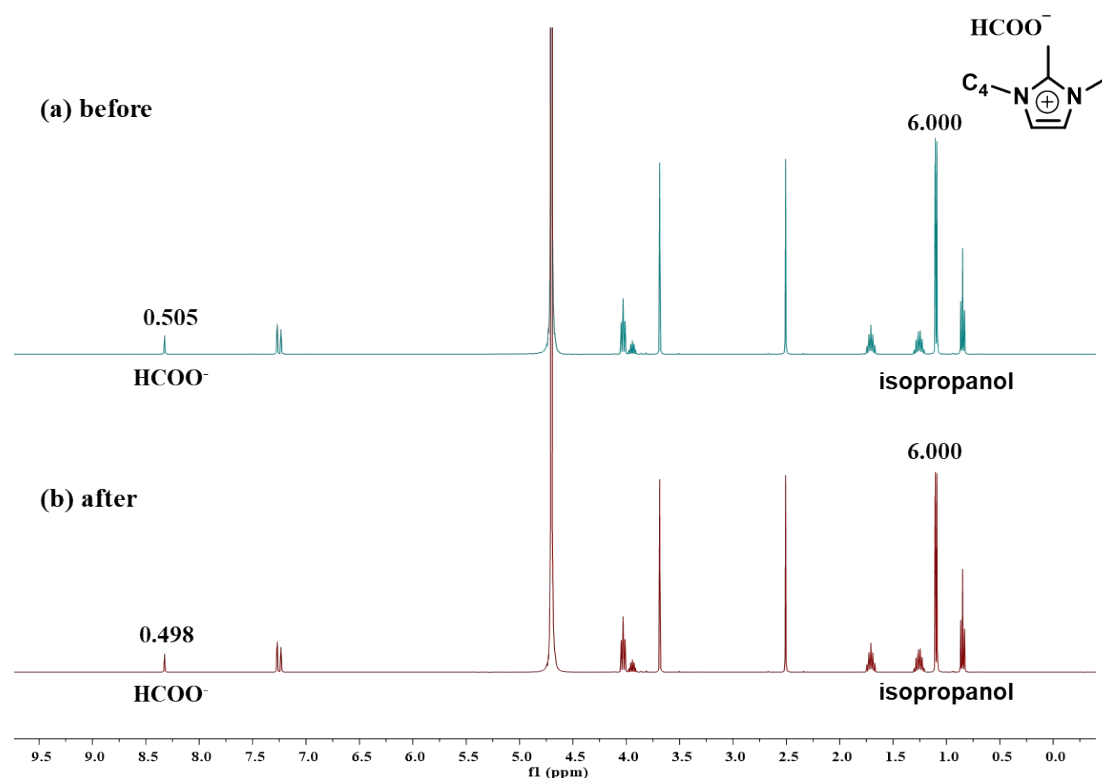 HCOO⁻
C₄
N
⊕
N
(a) before
6.000
0.505
HCOO⁻
isopropanol
6.000
(b) after
0.498
HCOO⁻
isopropanol
9.5 9.0 8.5 8.0 7.5 7.0 6.5 6.0 5.5 5.0 4.5 4.0 3.5 3.0 2.5 2.0 1.5 1.0 0.5 0.0
f1 (ppm)